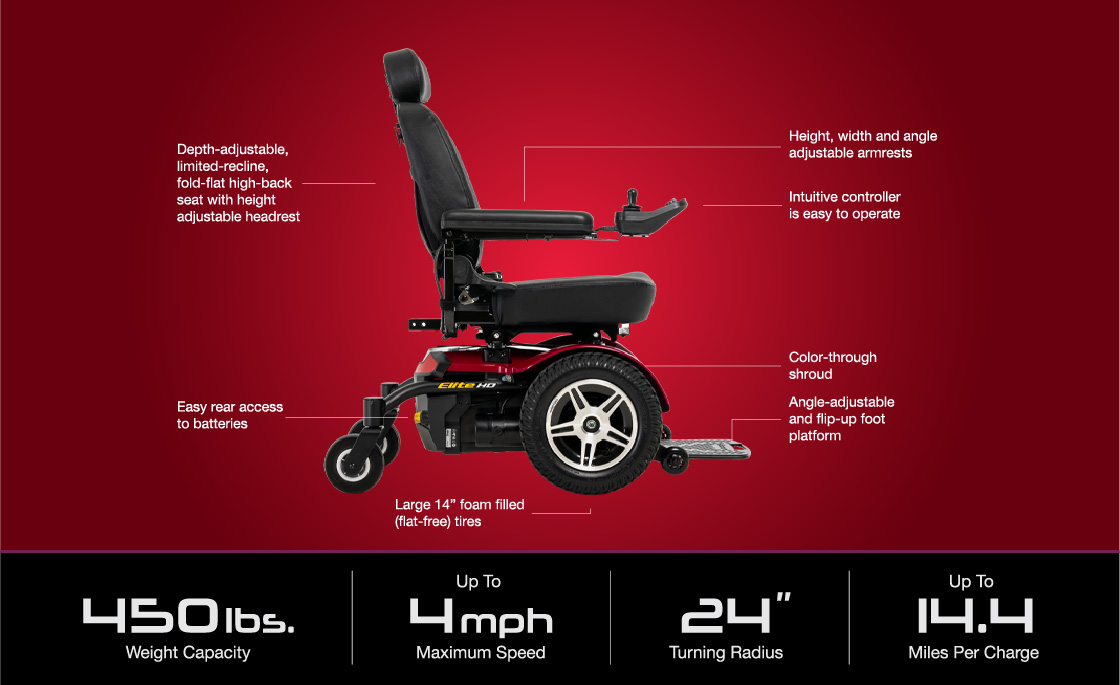 Depth-adjustable,
limited-recline,
fold-flat high-back
seat with height
adjustable headrest
Height, width and angle
adjustable armrests
Intuitive controller
is easy to operate
Color-through
shroud
Elite HD
Easy rear access
to batteries
Angle-adjustable
and flip-up foot
platform
Large 14” foam filled
(flat-free) tires
450 lbs.
Weight Capacity
Up To
4 mph
Maximum Speed
24”
Turning Radius
Up To
14.4
Miles Per Charge